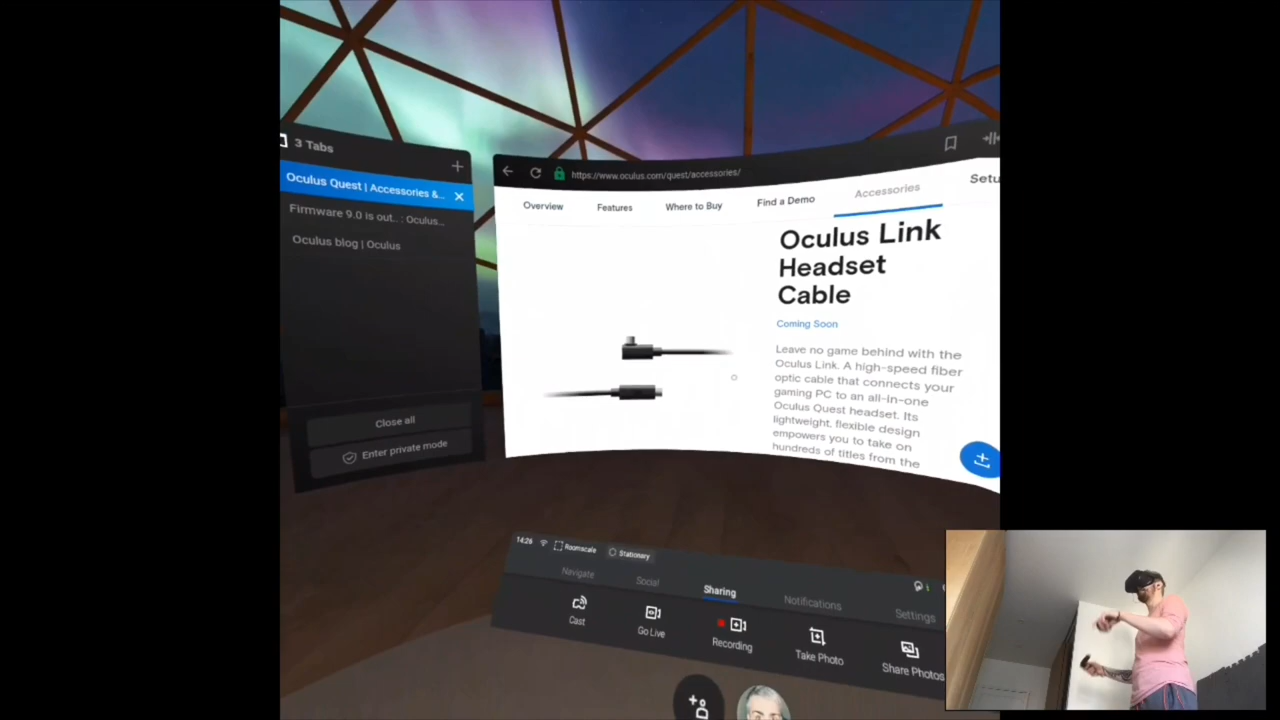 3 Tabs
Oculus Quest | Accessories &...
Firmware 9.0 is out.. : Oculus...
Oculus blog | Oculus
Close all
Enter private mode
https://www.oculus.com/quest/accessories/
Overview
Features
Where to Buy
Find a Demo
Accessories
Setu
Oculus Link
Headset
Cable
Coming Soon
Leave no game behind with the
Oculus Link. A high-speed fiber
optic cable that connects your
gaming PC to an all-in-one
Oculus Quest headset. Its
lightweight, flexible design
empowers you to take on
hundreds of titles from the
14:26
Roomscale
Stationary
Navigate
Social
Sharing
Notifications
Settings
Cast
Go Live
Recording
Take Photo
Share Photos